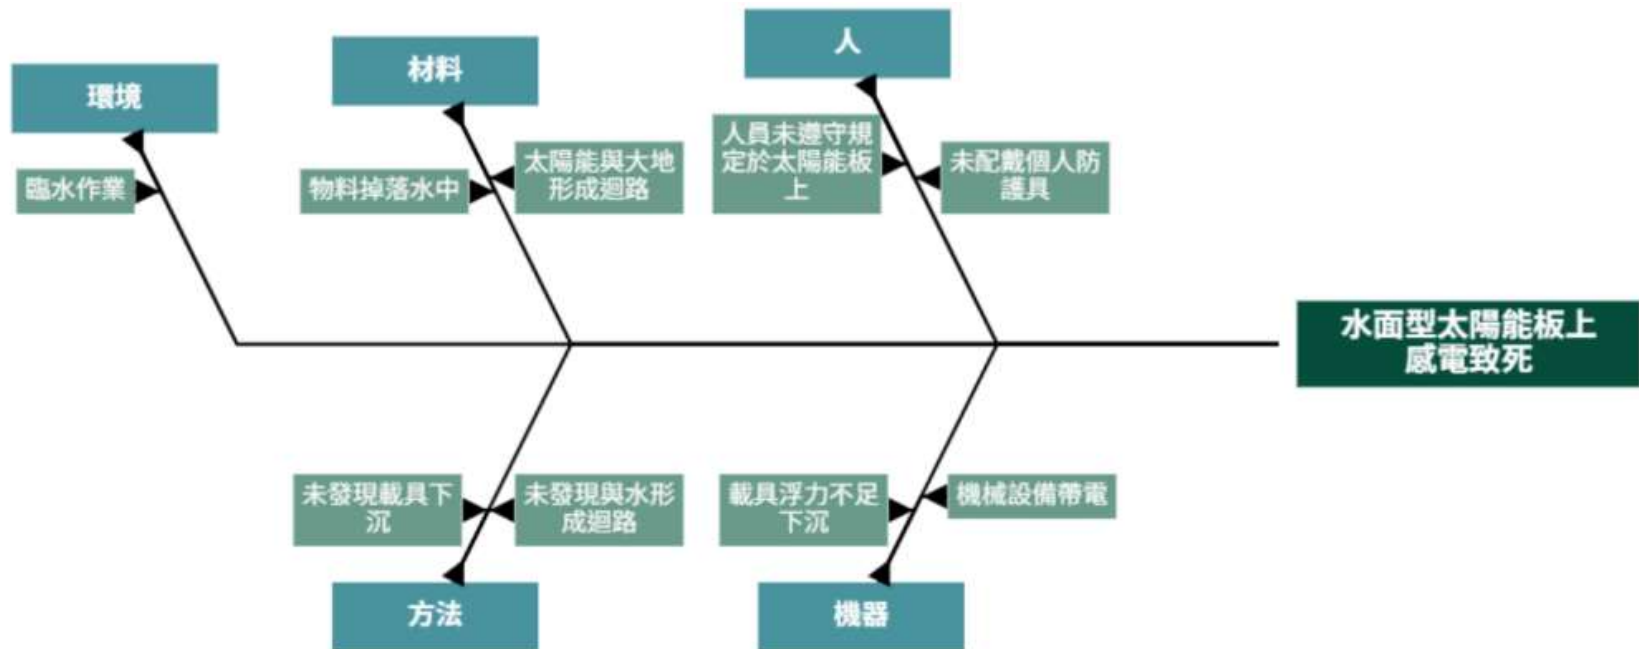 人
材料
環境
人員未遵守規
定於太陽能板
上
未配戴個人防
護具
太陽能與大地
形成迴路
物料掉落水中
臨水作業
水面型太陽能板上
感電致死
未發現載具下
沉
未發現與水形
成迴路
載具浮力不足
下沉
機械設備帶電
方法
機器